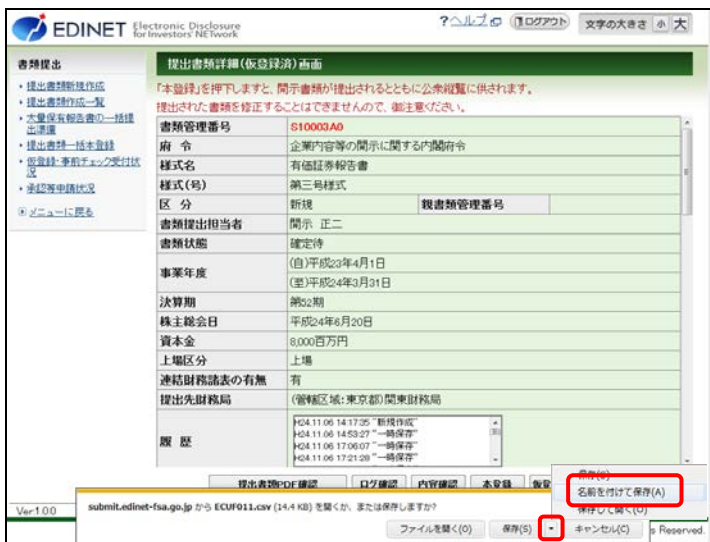 EDINET Electronic Disclosure for Investors' NETwork
?ヘルプ ログアウト 文字の大きさ 小 大
書類提出
・提出書類新規作成
・提出書類作成一覧
・大量保有報告書の一括提出準備
・提出書類一括本登録
・仮登録・事前チェック受付状況
・承認等申請状況
メニューに戻る
提出書類詳細(仮登録済)画面
「本登録」を押下しますと、開示書類が提出されるとともに公衆縦覧に供されます。
提出された書類を修正することはできませんので、御注意ください。
書類管理番号 S10003A0
府 令 企業内容等の開示に関する内閣府令
様式名 有価証券報告書
様式(号) 第三号様式
区 分 新規 親書類管理番号
書類提出担当者 開示 正二
書類状態 確定待
事業年度 (自)平成23年4月1日
(至)平成24年3月31日
決算期 第52期
株主総会日 平成24年6月20日
資本金 8,000百万円
上場区分 上場
連結財務諸表の有無 有
提出先財務局 (管轄区域:東京都)関東財務局
履 歴
H24.11.06 14:17:35 "新規作成"
H24.11.06 14:53:27 "一時保存"
H24.11.06 17:06:07 "一時保存"
H24.11.06 17:21:28 "一時保存"
提出書類PDF確認 ログ確認 内容確認 本登録
保存(S)
名前を付けて保存(A)
保存して開く(O)
submit.edinet-fsa.go.jp から ECUF011.csv (14.4 KB) を開くか、または保存しますか?
ファイルを開く(O) 保存(S) キャンセル(C)
Ver.1.00
s Reserved.